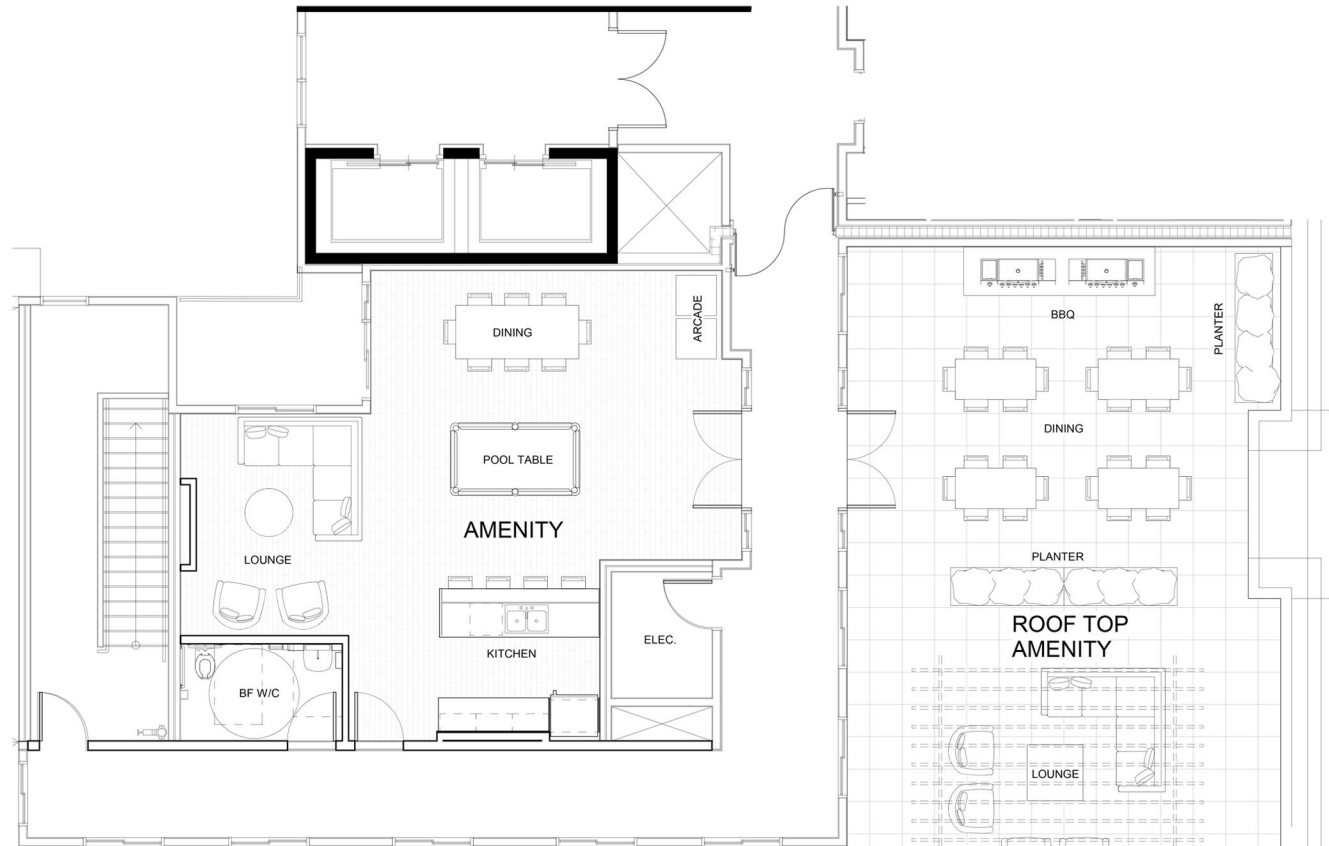 DINING
ARCADE
POOL TABLE
AMENITY
LOUNGE
KITCHEN
ELEC.
BF W/C
BBQ
PLANTER
DINING
PLANTER
ROOF TOP
AMENITY
LOUNGE